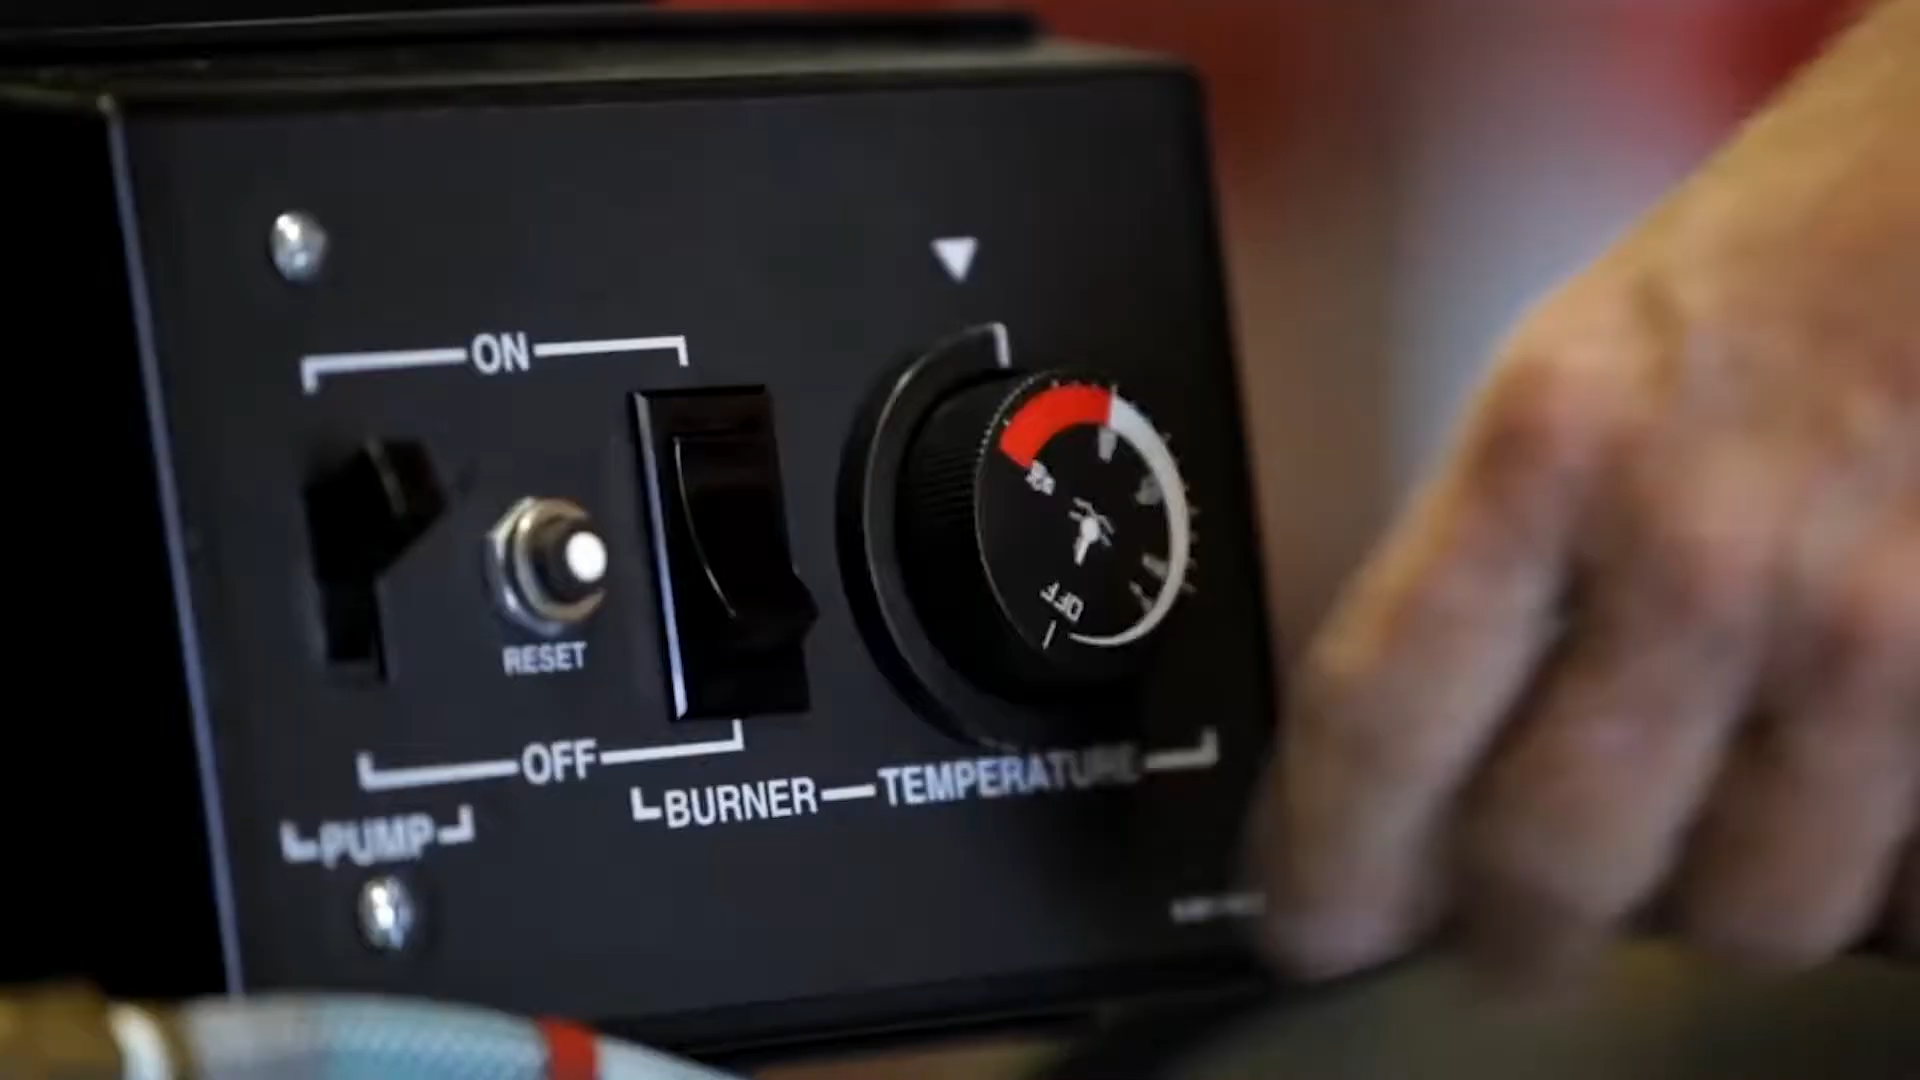 ON
RESET
OFF
OFF
BURNER TEMPERATURE
PUMP